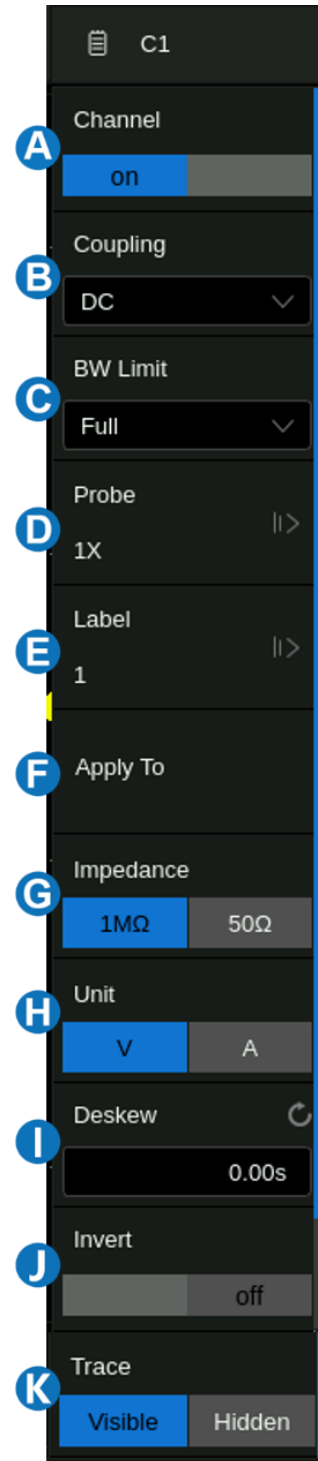 C1
Channel
A
on
Coupling
B
DC
BW Limit
C
Full
Probe
D
1X
Label
E
1
F
Apply To
Impedance
G
1MΩ 50Ω
Unit
H
V A
Deskew
I
0.00s
Invert
J
off
Trace
K
Visible Hidden